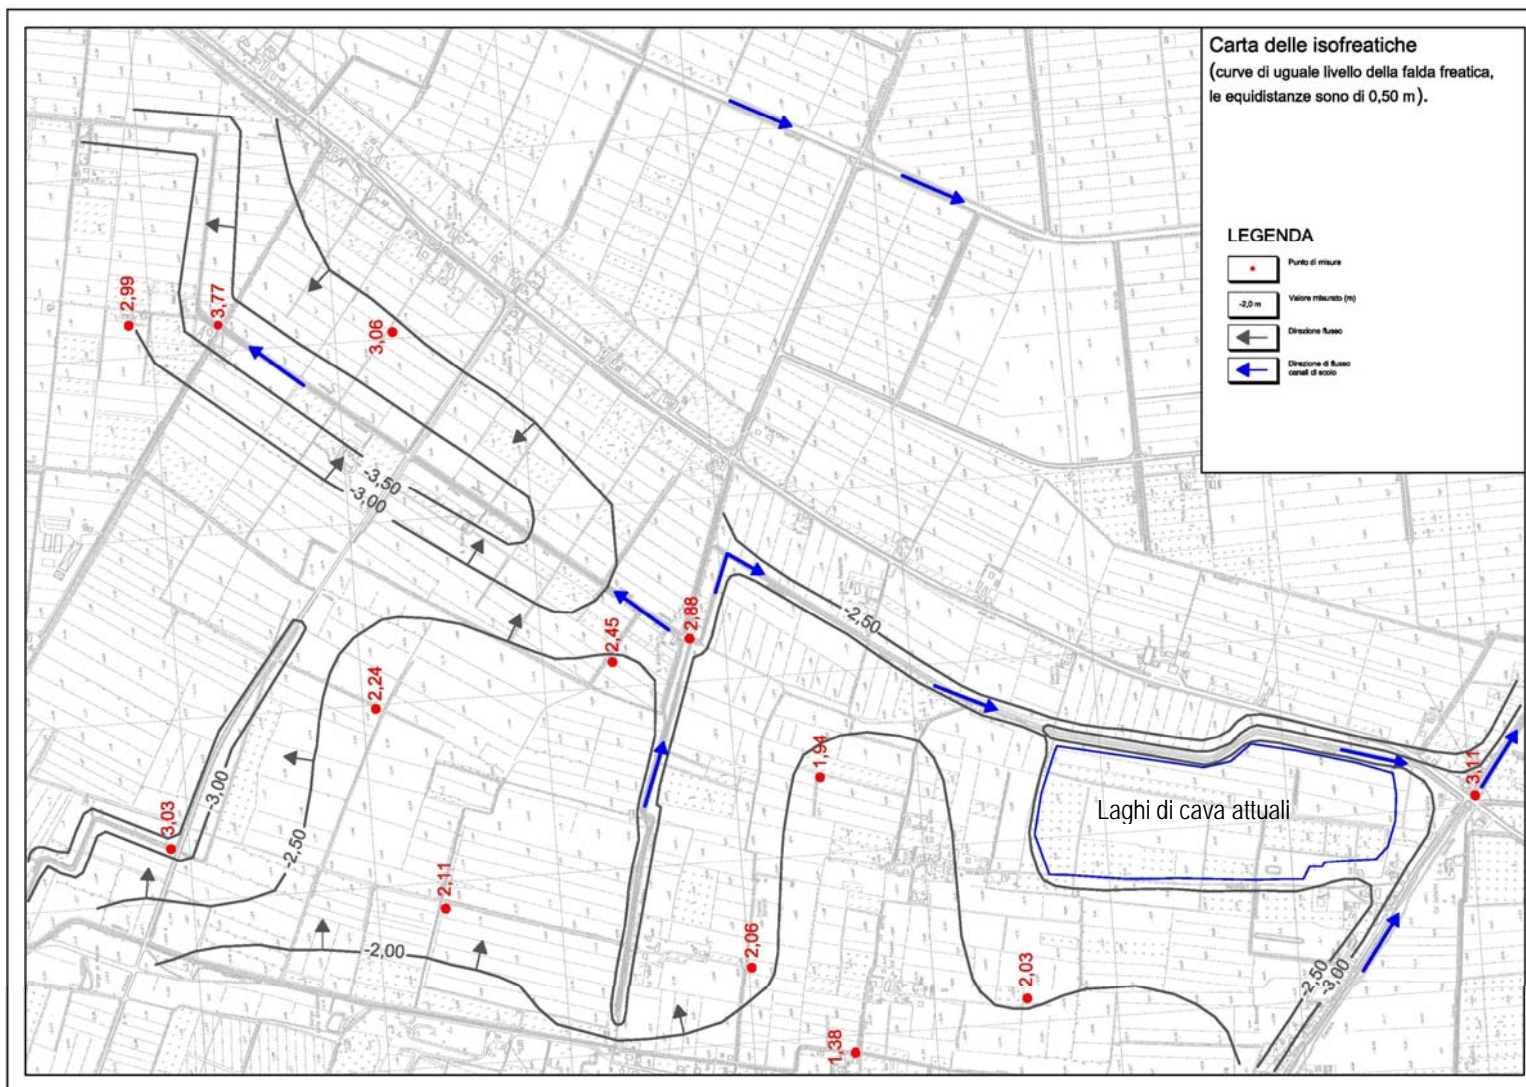 Carta delle isofreatiche
(curve di uguale livello della falda freatica,
le equidistanze sono di 0,50 m).
LEGENDA
Punto di misura
-2,0 m
Valore misurato (m)
Direzione flusso
Direzione di flusso
canali di scolo
2,99
3,77
3,06
-3,50
-3,00
2,88
2,45
-2,50
2,24
1,94
3,11
-3,00
Laghi di cava attuali
3,03
-2,50
2,11
-2,00
2,06
2,03
-2,50
-3,00
1,38